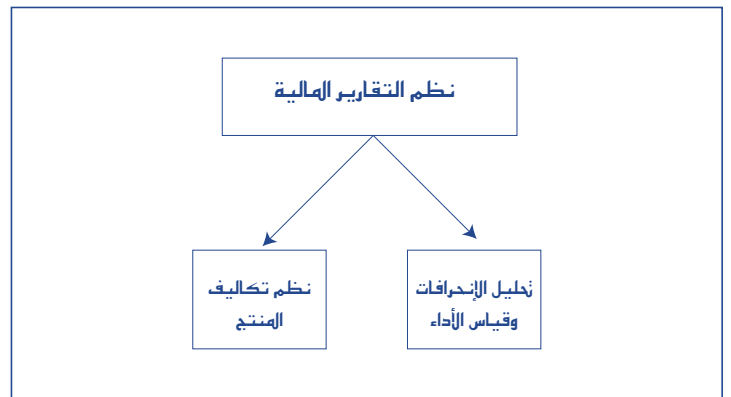 نظم التقارير المالية
تحليل الإنحرافات
وقياس الأداء
نظم تكاليف
المنتج